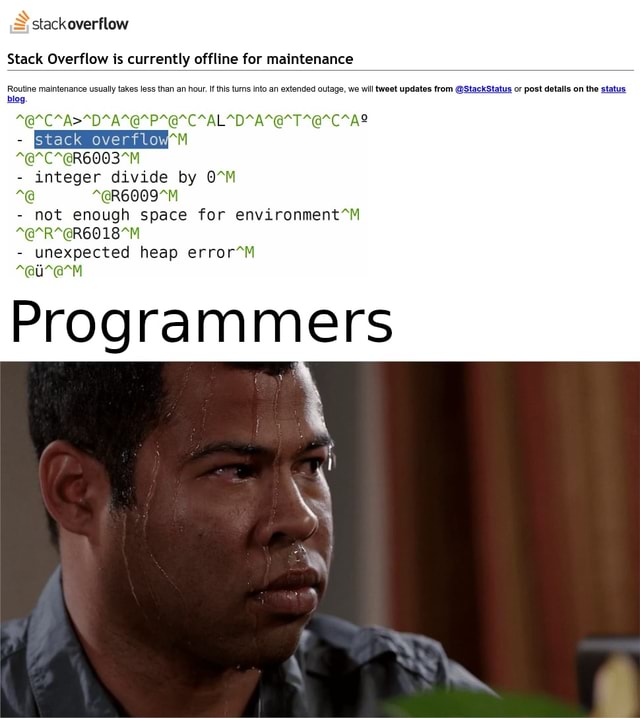 stackoverflow
Stack Overflow is currently offline for maintenance
Routine maintenance usually takes less than an hour. If this turns into an extended outage, we will tweet updates from @StackStatus or post details on the status
blog.
^@^C^A>^D^A^@^P^@^C^AL^D^A^@^T^@^C^Aº
- stack overflow^M
^@^C^@R6003^M
- integer divide by 0^M
^@      ^@R6009^M
- not enough space for environment^M
^@^R^@R6018^M
- unexpected heap error^M
^@ü^@^M
Programmers